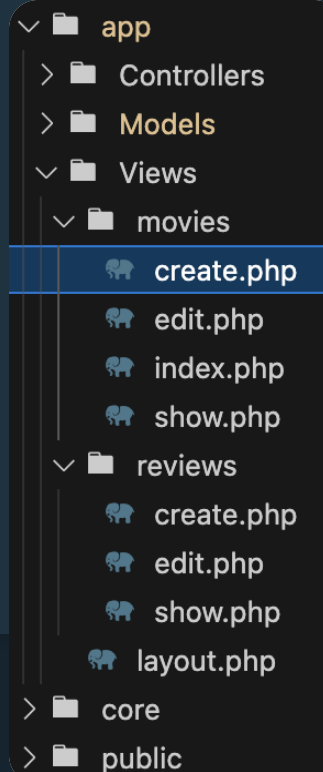 app
Controllers
Models
Views
movies
create.php
edit.php
index.php
show.php
reviews
create.php
edit.php
show.php
layout.php
core
public